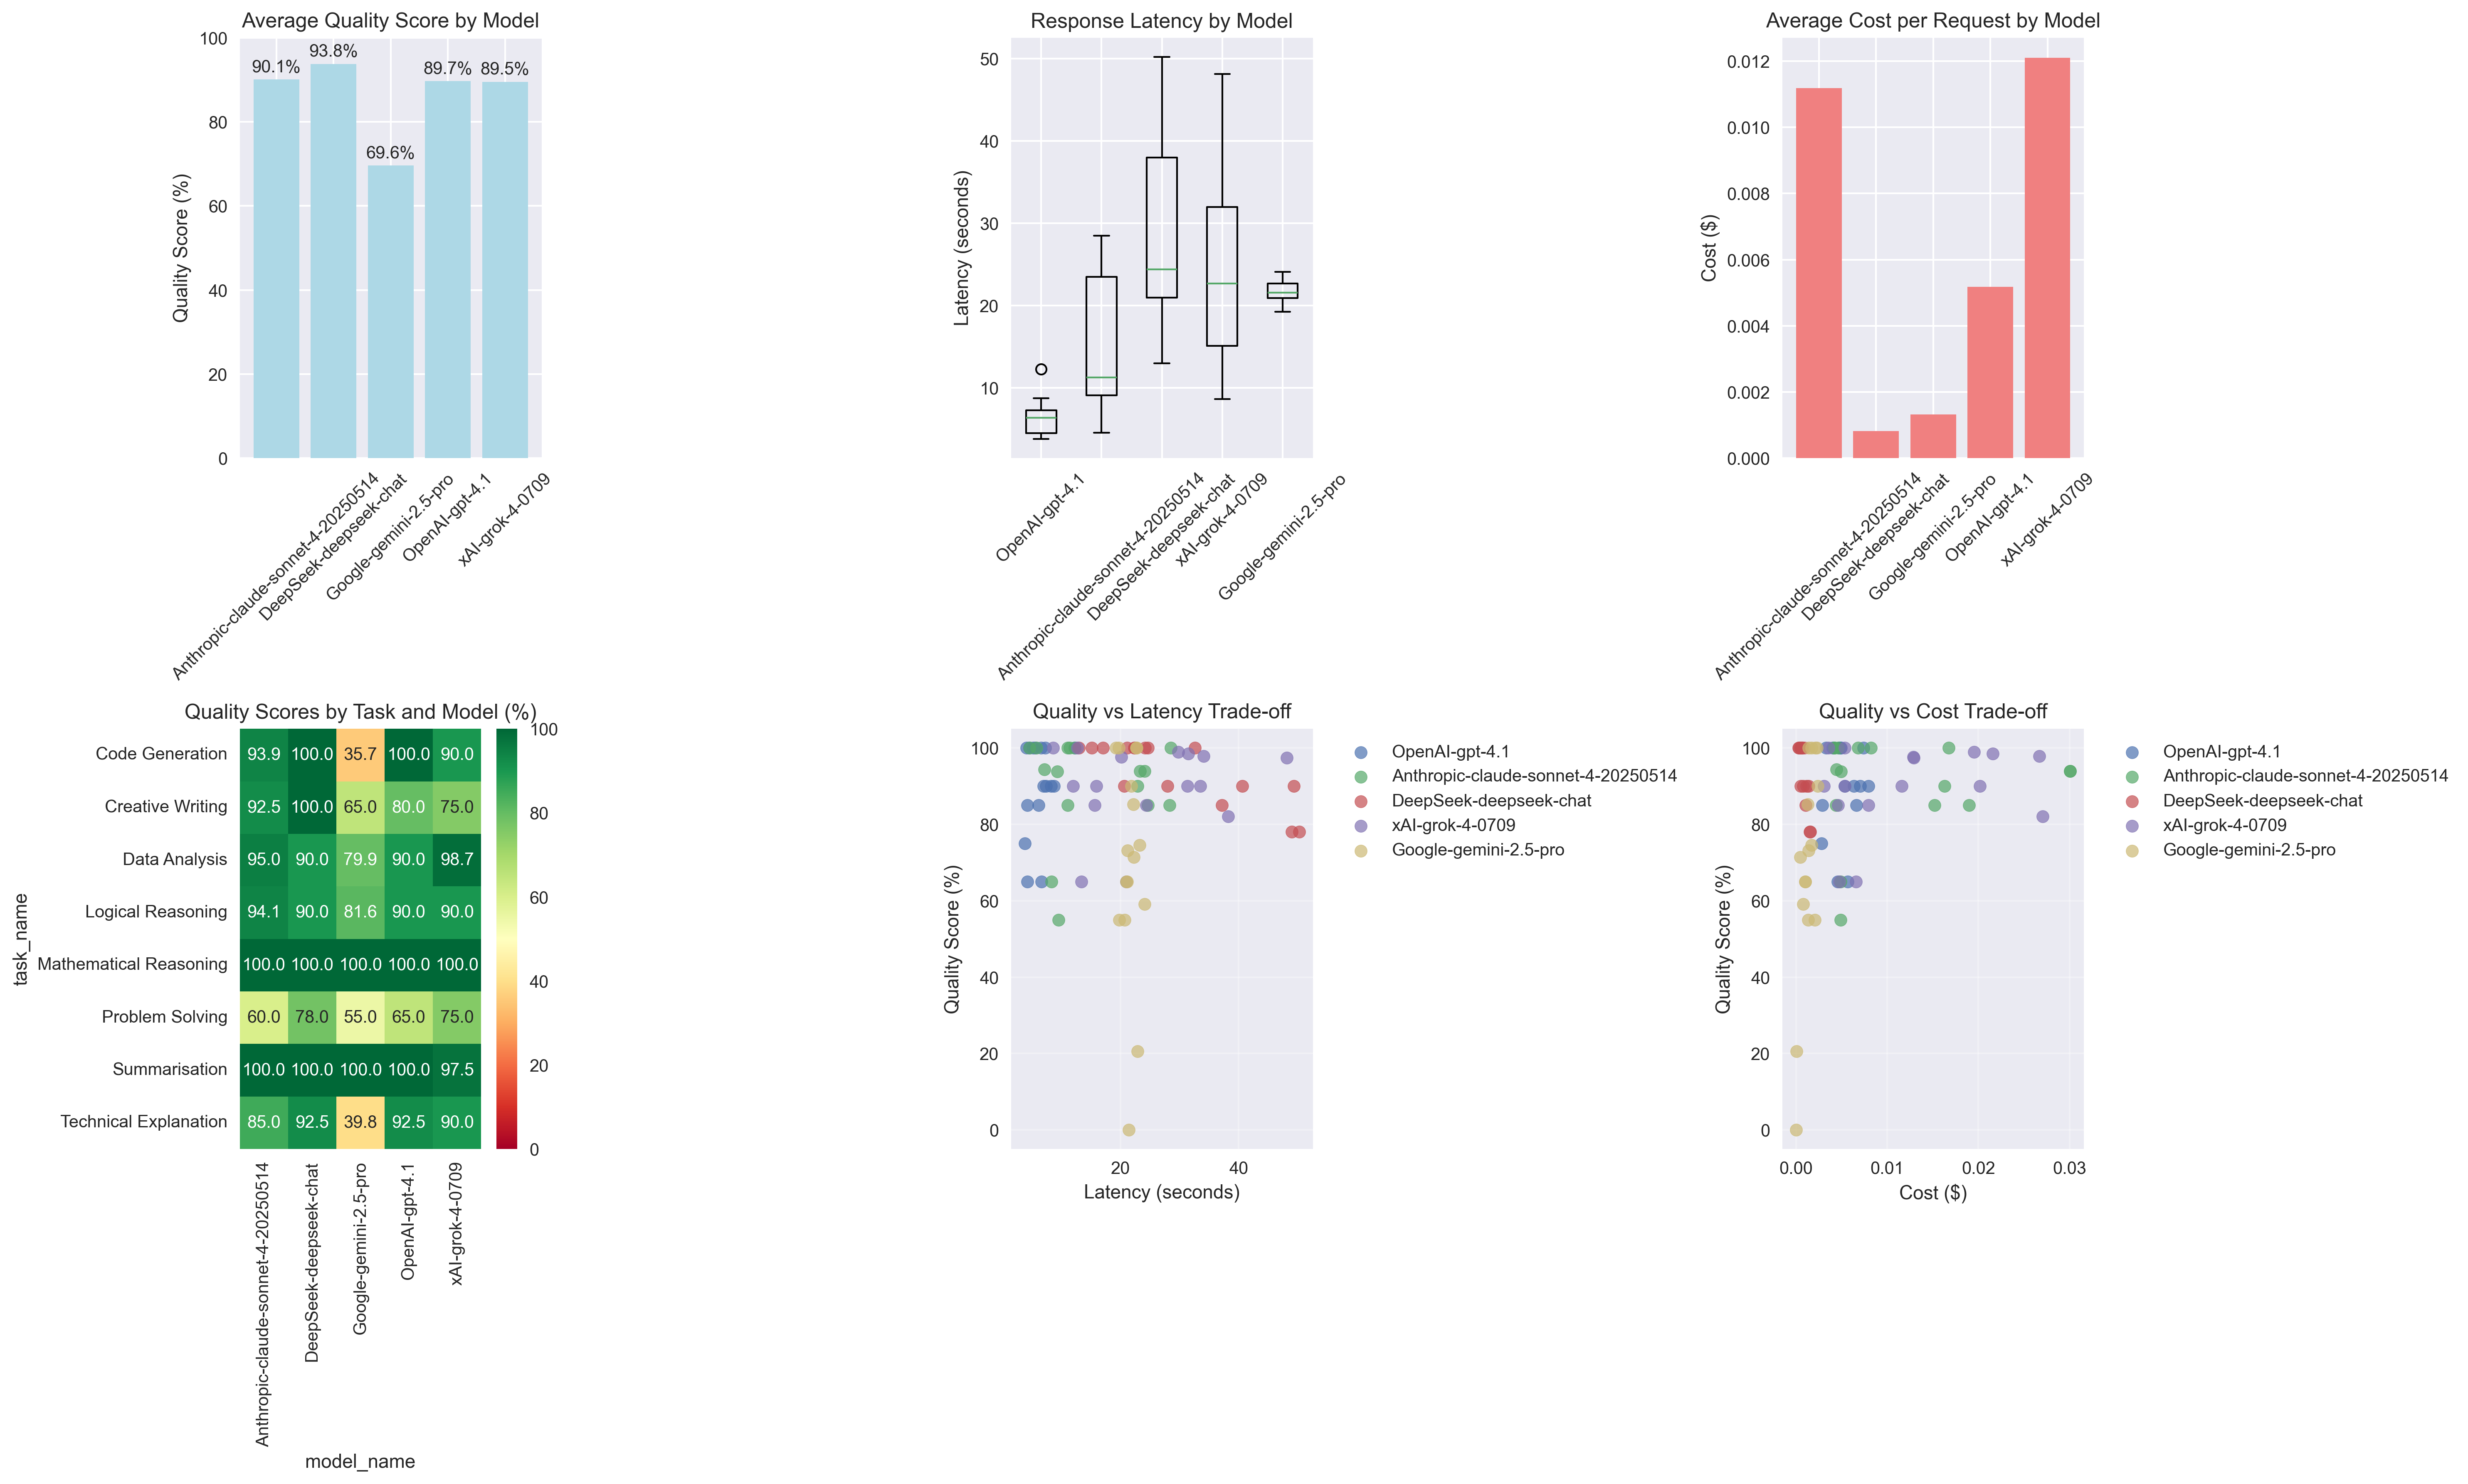 Average Quality Score by Model
100
80
60
40
20
0
Quality Score (%)
90.1%
93.8%
69.6%
89.7%
89.5%
Anthropic-claude-sonnet-4-20250514
DeepSeek-deepseek-chat
Google-gemini-2.5-pro
OpenAI-gpt-4.1
xAI-grok-4-0709
Response Latency by Model
50
40
30
20
10
Latency (seconds)
OpenAI-gpt-4.1
Anthropic-claude-sonnet-4-20250514
DeepSeek-deepseek-chat
xAI-grok-4-0709
Google-gemini-2.5-pro
Average Cost per Request by Model
0.012
0.010
0.008
0.006
0.004
0.002
0.000
Cost ($)
Anthropic-claude-sonnet-4-20250514
DeepSeek-deepseek-chat
Google-gemini-2.5-pro
OpenAI-gpt-4.1
xAI-grok-4-0709
Quality Scores by Task and Model (%)
task_name
Code Generation 93.9 100.0 35.7 100.0 90.0
Creative Writing 92.5 100.0 65.0 80.0 75.0
Data Analysis 95.0 90.0 79.9 90.0 98.7
Logical Reasoning 94.1 90.0 81.6 90.0 90.0
Mathematical Reasoning 100.0 100.0 100.0 100.0 100.0
Problem Solving 60.0 78.0 55.0 65.0 75.0
Summarisation 100.0 100.0 100.0 100.0 97.5
Technical Explanation 85.0 92.5 39.8 92.5 90.0
100
80
60
40
20
0
Anthropic-claude-sonnet-4-20250514
DeepSeek-deepseek-chat
Google-gemini-2.5-pro
OpenAI-gpt-4.1
xAI-grok-4-0709
model_name
Quality vs Latency Trade-off
100
80
60
40
20
0
Quality Score (%)
20 40
Latency (seconds)
OpenAI-gpt-4.1
Anthropic-claude-sonnet-4-20250514
DeepSeek-deepseek-chat
xAI-grok-4-0709
Google-gemini-2.5-pro
Quality vs Cost Trade-off
100
80
60
40
20
0
Quality Score (%)
0.00 0.01 0.02 0.03
Cost ($)
OpenAI-gpt-4.1
Anthropic-claude-sonnet-4-20250514
DeepSeek-deepseek-chat
xAI-grok-4-0709
Google-gemini-2.5-pro